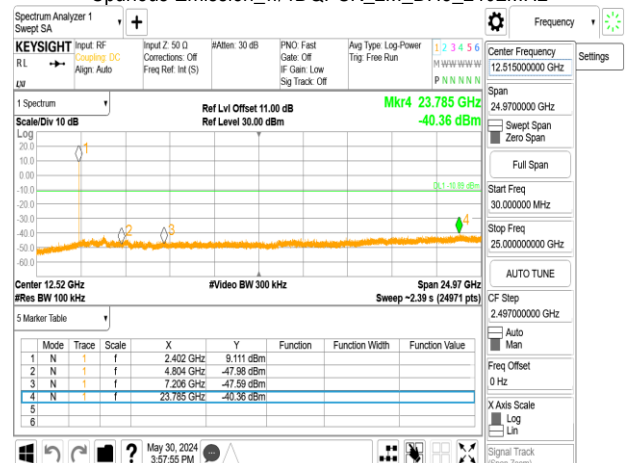 Spectrum Analyzer 1
Swept SA
Frequency
KEYSIGHT
RL
Input: RF
Coupling: DC
Align: Auto
Input Z: 50 Ω
Corrections: Off
Freq Ref: Int (S)
#Atten: 30 dB
PNO: Fast
Gate: Off
IF Gain: Low
Sig Track: Off
Avg Type: Log-Power
Trig: Free Run
1 2 3 4 5 6
M W W W W W
P N N N N N
LXI
1 Spectrum
Scale/Div 10 dB
Ref Lvl Offset 11.00 dB
Ref Level 30.00 dBm
Mkr4 23.785 GHz
-40.36 dBm
Log
20.0
10.0
0.00
-10.0
-20.0
-30.0
-40.0
-50.0
-60.0
1
2
3
4
DL1 -10.89 dBm
Center 12.52 GHz
#Res BW 100 kHz
#Video BW 300 kHz
Span 24.97 GHz
Sweep ~2.39 s (24971 pts)
5 Marker Table
Mode Trace Scale X Y Function Function Width Function Value
1 N 1 f 2.402 GHz 9.111 dBm
2 N 1 f 4.804 GHz -47.98 dBm
3 N 1 f 7.206 GHz -47.59 dBm
4 N 1 f 23.785 GHz -40.36 dBm
5
6
May 30, 2024
3:57:55 PM
Center Frequency
12.515000000 GHz
Settings
Span
24.9700000 GHz
Swept Span
Zero Span
Full Span
Start Freq
30.000000 MHz
Stop Freq
25.000000000 GHz
AUTO TUNE
CF Step
2.497000000 GHz
Auto
Man
Freq Offset
0 Hz
X Axis Scale
Log
Lin
Signal Track